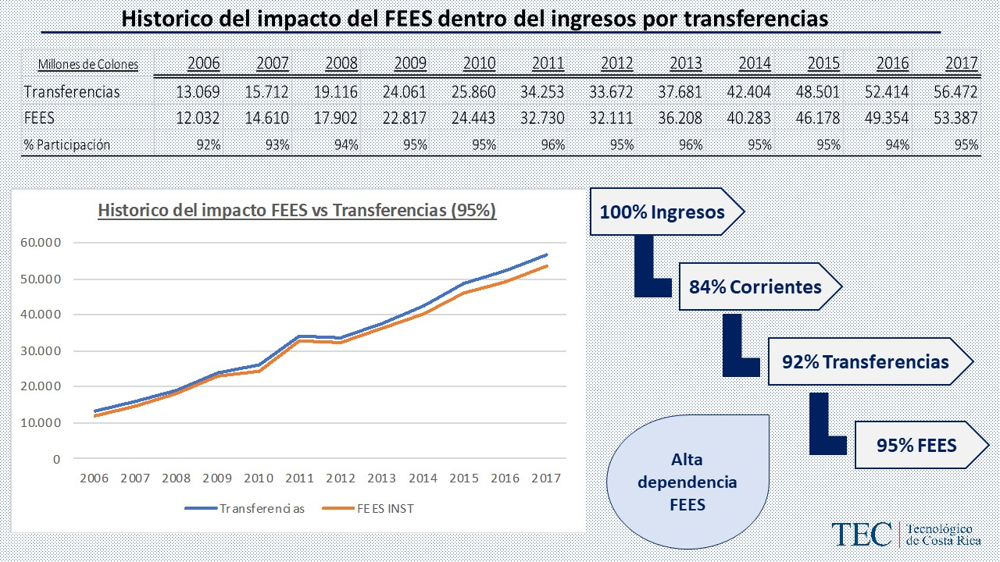 Historico del impacto del FEES dentro del ingresos por transferencias
Millones de Colones 2006 2007 2008 2009 2010 2011 2012 2013 2014 2015 2016 2017
Transferencias 13.069 15.712 19.116 24.061 25.860 34.253 33.672 37.681 42.404 48.501 52.414 56.472
FEES 12.032 14.610 17.902 22.817 24.443 32.730 32.111 36.208 40.283 46.178 49.354 53.387
% Participación 92% 93% 94% 95% 95% 96% 95% 96% 95% 95% 94% 95%
Historico del impacto FEES vs Transferencias (95%)
60.000
50.000
40.000
30.000
20.000
10.000
0
2006 2007 2008 2009 2010 2011 2012 2013 2014 2015 2016 2017
Transferencias FEES INST
100% Ingresos
84% Corrientes
92% Transferencias
95% FEES
Alta
dependencia
FEES
TEC Tecnológico
de Costa Rica